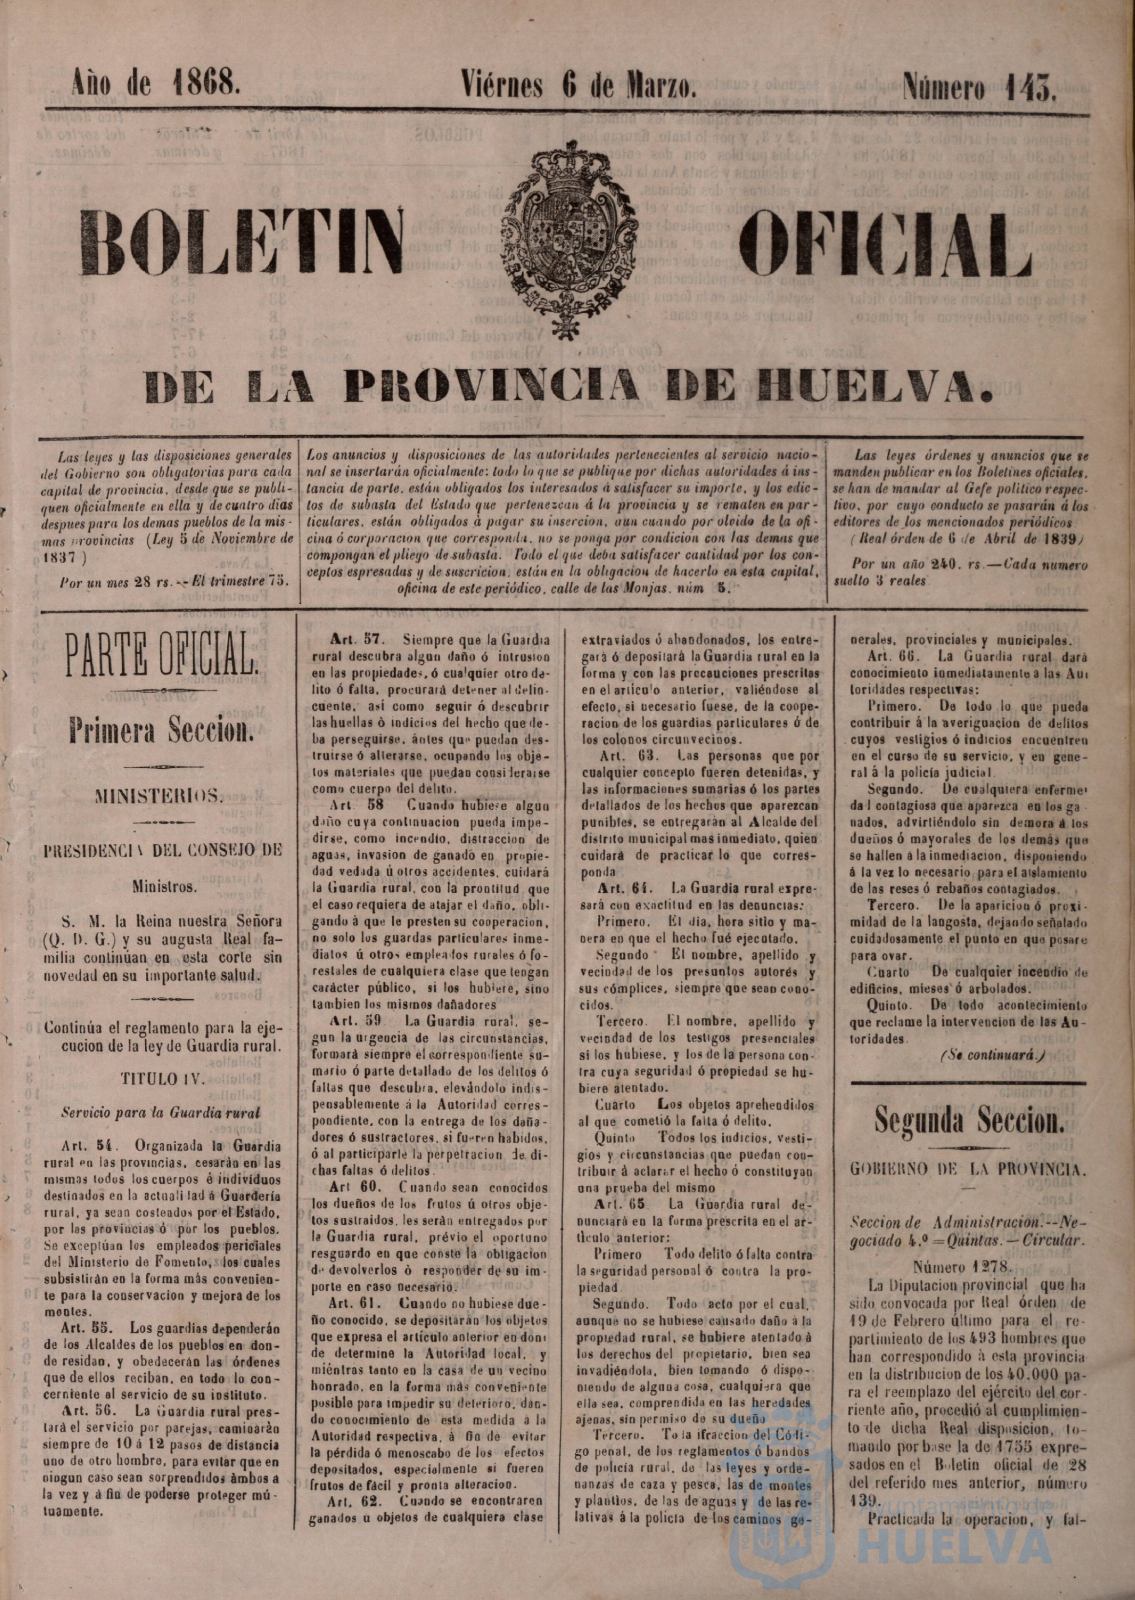 Año de 1868.
Viérnes 6 de Marzo.
Número 143.
BOLETIN OFICIAL
DE LA PROVINCIA DE HUELVA.
Las leyes y las disposiciones generales
del Gobierno son obligatorias para cada
capital de provincia, desde que se publi-
quen oficialmente en ella y de cuatro dias
despues para los demas pueblos de la mis-
mas provincias (Ley 3 de Noviembre de
1837 )
Por un mes 28 rs.--El trimestre 75.
Los anuncios y disposiciones de las autoridades pertenecientes al servicio nacio-
nal se insertarán oficialmente: todo lo que se publique por dichas autoridades á ins-
tancia de parte, están obligados los interesados á satisfacer su importe, y los edic-
tos de subasta del Estado que pertenezcan á la provincia y se rematen en par-
ticulares, están obligados á pagar su insercion, aun cuando por olvido de la ofi-
cina ó corporacion que corresponda, no se ponga por condicion con las demas que
compongan el pliego de subasta. Todo el que deba satisfacer cantidad por los con-
ceptos espresadas y de suscricion, están en la obligacion de hacerlo en esta capital,
oficina de este periódico, calle de las Monjas, núm 5.
Las leyes órdenes y anuncios que se
manden publicar en los Boletines oficiales,
se han de mandar al Gefe politico respec-
tivo, por cuyo conducto se pasarán á los
editores de los mencionados periódicos
(Real órden de 6 de Abril de 1839)
Por un año 240. rs.—Cada numero
suelto 3 reales
PARTE OFICIAL.
Primera Seccion.
MINISTERIOS.
PRESIDENCIA DEL CONSEJO DE
Ministros.
S. M. la Reina nuestra Señora
(Q. D. G.) y su augusta Real fa-
milia continúan en esta corte sin
novedad en su importante salud.
Continúa el reglamento para la eje-
cucion de la ley de Guardia rural.
TITULO IV.
Servicio para la Guardia rural
Art. 54. Organizada la Guardia
rural en las provincias, cesarán en las
mismas todos los cuerpos é individuos
destinados en la actualidad á Guardería
rural, ya sean costeados por el Estado,
por las provincias ó por los pueblos.
Se exceptúan los empleados periciales
del Ministerio de Fomento, los cuales
subsistirán en la forma más convenien-
te para la conservacion y mejora de los
montes.
Art. 55. Los guardias dependerán
de los Alcaldes de los pueblos en don-
de residan, y obedecerán las órdenes
que de ellos reciban, en todo lo con-
cerniente al servicio de su instituto.
Art. 56. La Guardia rural pres-
tará el servicio por parejas, caminarán
siempre de 10 á 12 pasos de distancia
uno de otro hombre, para evitar que en
ningun caso sean sorprendidos ámbos á
la vez y á fin de poderse proteger mú-
tuamente.
Art. 57. Siempre que la Guardia
rural descubra algun daño ó intrusion
en las propiedades, ó cualquier otro de-
lito ó falta, procurará detener al delin-
cuente, así como seguir ó descubrir
las huellas ó indicios del hecho que de-
ba perseguirse, ántes que puedan des-
truirse ó alterarse, ocupando los obje-
tos materiales que puedan considerarse
como cuerpo del delito.
Art. 58 Cuando hubiese algun
daño cuya continuacion pueda impe-
dirse, como incendio, distraccion de
aguas, invasion de ganado en propie-
dad vedada ú otros accidentes, cuidará
la Guardia rural, con la prontitud que
el caso requiera de atajar el daño, obli-
gando á que le presten su cooperacion,
no solo los guardas particulares inme-
diatos ú otros empleados rurales ó fo-
restales de cualquiera clase que tengan
carácter público, si los hubiere, sino
tambien los mismos dañadores
Art. 59 La Guardia rural, se-
gun la urgencia de las circunstancias,
formará siempre el correspondiente su-
mario ó parte detallado de los delitos ó
faltas que descubra, elevándolo indis-
pensablemente á la Autoridad corres-
pondiente, con la entrega de los daña-
dores ó sustractores, si fueren habidos,
ó al participarle la perpetracion de di-
chas faltas ó delitos.
Art 60. Cuando sean conocidos
los dueños de los frutos ú otros obje-
tos sustraidos, les serán entregados por
la Guardia rural, prévio el oportuno
resguardo en que conste la obligacion
de devolverlos ó responder de su im-
porte en caso necesario.
Art. 61. Cuando no hubiese due-
ño conocido, se depositarán los objetos
que expresa el artículo anterior en dón-
de determine la Autoridad local, y
miéntras tanto en la casa de un vecino
honrado, en la forma más conveniente
posible para impedir su deterioro, dan-
do conocimiento de esta medida á la
Autoridad respectiva, á fin de evitar
la pérdida ó menoscabo de los efectos
depositados, especialmente si fueren
frutos de fácil y pronta alteracion.
Art. 62. Cuando se encontraren
ganados ú objetos de cualquiera clase
extraviados ó abandonados, los entre-
gará ó depositará la Guardia rural en la
forma y con las precauciones prescritas
en el artículo anterior, valiéndose al
efecto, si necesario fuese, de la coope-
racion de los guardias particulares ó de
los colonos circunvecinos.
Art. 63. Las personas que por
cualquier concepto fueren detenidas, y
las informaciones sumarias ó los partes
detallados de los hechos que aparezcan
punibles, se entregarán al Alcalde del
distrito municipal mas inmediato, quien
cuidará de practicar lo que corres-
ponda
Art. 64. La Guardia rural expre-
sará con exactitud en las denuncias:
Primero. El dia, hora sitio y ma-
nera en que el hecho fué ejecutado.
Segundo El nombre, apellido y
vecindad de los presuntos autores y
sus cómplices, siempre que sean cono-
cidos.
Tercero. El nombre, apellido y
vecindad de los testigos presenciales
si los hubiese, y los de la persona con-
tra cuya seguridad ó propiedad se hu-
biere atentado.
Cuarto Los objetos aprehendidos
al que cometió la falta ó delito.
Quinto Todos los indicios, vesti-
gios y circunstancias que puedan con-
tribuir á aclarar el hecho ó constituyan
una prueba del mismo
Art. 65 La Guardia rural de-
nunciará en la forma prescrita en el ar-
tículo anterior:
Primero Todo delito ó falta contra
la seguridad personal ó contra la pro-
piedad
Segundo. Todo acto por el cual,
aunque no se hubiese causado daño á la
propiedad rural, se hubiere atentado á
los derechos del propietario, bien sea
invadiéndola, bien tomando ó dispo-
niendo de alguna cosa, cualquiera que
ella sea, comprendida en las heredades
ajenas, sin permiso de su dueño
Tercero. Toda ifraccion del Códi-
go penal, de los reglamentos ó bandos
de policía rural, de las leyes y orde-
nanzas de caza y pesca, las de montes
y plantíos, de las de aguas y de las re-
lativas á la policía de los caminos ge-
nerales, provinciales y municipales.
Art. 66. La Guardia rural dará
conocimiento inmediatamente á las Au-
toridades respectivas:
Primero. De todo lo que pueda
contribuir á la averiguacion de delitos
cuyos vestigios ó indicios encuentren
en el curso de su servicio, y en gene-
ral á la policía judicial.
Segundo. De cualquiera enferme
dad contagiosa que aparezca en los ga
nados, advirtiéndolo sin demora á los
dueños ó mayorales de los demás que
se hallen á la inmediacion, disponiendo
á la vez lo necesario para el aislamiento
de las reses ó rebaños contagiados.
Tercero. De la aparicion ó proxi-
midad de la langosta, dejando señalado
cuidadosamente el punto en que posare
para ovar.
Cuarto De cualquier incendio de
edificios, mieses ó arbolados.
Quinto. De todo acontecimiento
que reclame la intervencion de las Au-
toridades.
(Se continuará.)
Segunda Seccion.
GOBIERNO DE LA PROVINCIA.
Seccion de Administracion.--Ne-
gociado 4.º=Quintas.—Circular.
Número 1278.
La Diputacion provincial que ha
sido convocada por Real órden de
19 de Febrero último para el re-
partimiento de los 493 hombres que
han correspondido á esta provincia
en la distribucion de los 40.000 pa-
ra el reemplazo del ejército del cor-
riente año, procedió al cumplimien-
to de dicha Real disposicion, to-
mando por base la de 1755 expre-
sados en el Boletin oficial de 28
del referido mes anterior, número
139.
Practicada la operacion, y fal-
Ayuntamiento de
HUELVA